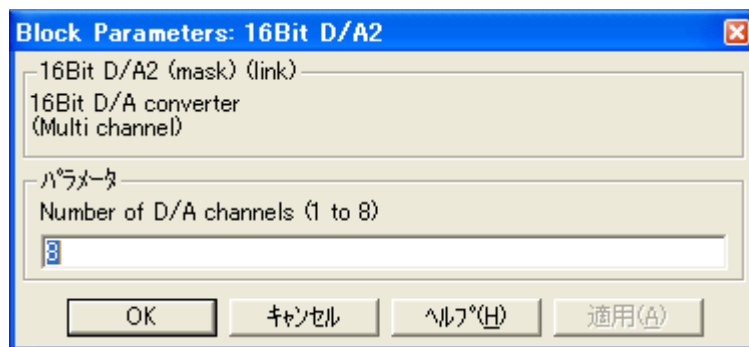 Block Parameters: 16Bit D/A2
16Bit D/A2 (mask) (link)
16Bit D/A converter
(Multi channel)
ﾊﾟﾗﾒｰﾀ
Number of D/A channels (1 to 8)
8
OK
ｷｬﾝｾﾙ
ﾍﾙﾌﾟ(H)
適用(A)